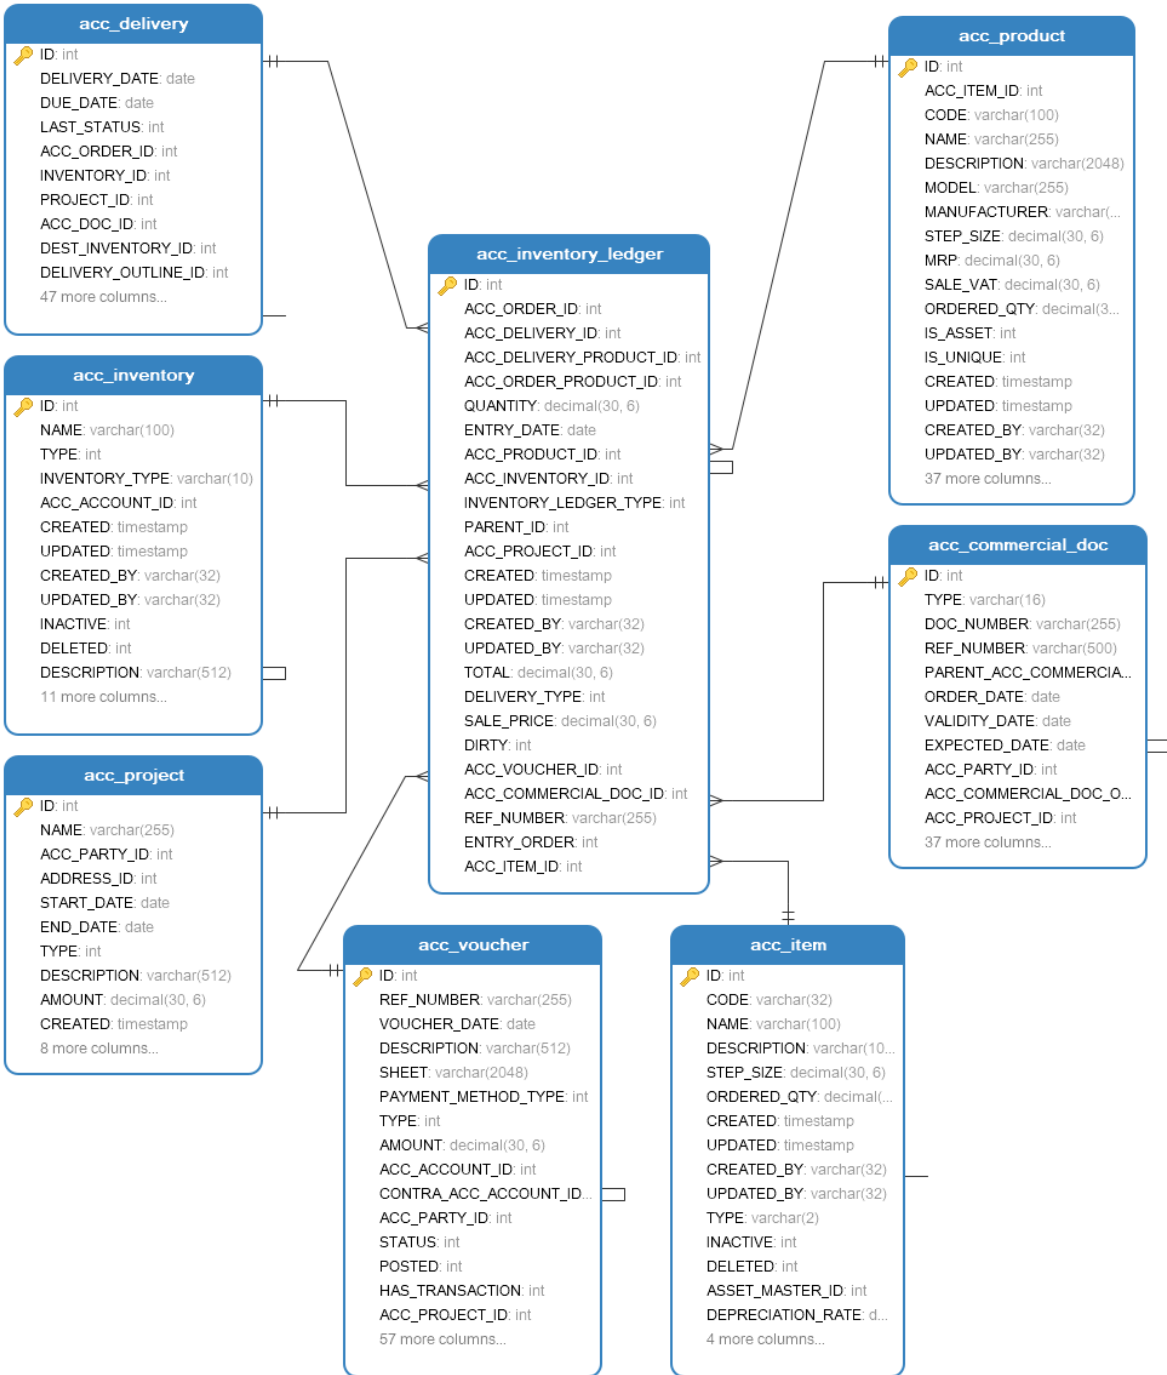 acc_delivery
ID: int
DELIVERY_DATE: date
DUE_DATE: date
LAST_STATUS: int
ACC_ORDER_ID: int
INVENTORY_ID: int
PROJECT_ID: int
ACC_DOC_ID: int
DEST_INVENTORY_ID: int
DELIVERY_OUTLINE_ID: int
47 more columns...
acc_inventory
ID: int
NAME: varchar(100)
TYPE: int
INVENTORY_TYPE: varchar(10)
ACC_ACCOUNT_ID: int
CREATED: timestamp
UPDATED: timestamp
CREATED_BY: varchar(32)
UPDATED_BY: varchar(32)
INACTIVE: int
DELETED: int
DESCRIPTION: varchar(512)
11 more columns...
acc_project
ID: int
NAME: varchar(255)
ACC_PARTY_ID: int
ADDRESS_ID: int
START_DATE: date
END_DATE: date
TYPE: int
DESCRIPTION: varchar(512)
AMOUNT: decimal(30, 6)
CREATED: timestamp
8 more columns...
acc_inventory_ledger
ID: int
ACC_ORDER_ID: int
ACC_DELIVERY_ID: int
ACC_DELIVERY_PRODUCT_ID: int
ACC_ORDER_PRODUCT_ID: int
QUANTITY: decimal(30, 6)
ENTRY_DATE: date
ACC_PRODUCT_ID: int
ACC_INVENTORY_ID: int
INVENTORY_LEDGER_TYPE: int
PARENT_ID: int
ACC_PROJECT_ID: int
CREATED: timestamp
UPDATED: timestamp
CREATED_BY: varchar(32)
UPDATED_BY: varchar(32)
TOTAL: decimal(30, 6)
DELIVERY_TYPE: int
SALE_PRICE: decimal(30, 6)
DIRTY: int
ACC_VOUCHER_ID: int
ACC_COMMERCIAL_DOC_ID: int
REF_NUMBER: varchar(255)
ENTRY_ORDER: int
ACC_ITEM_ID: int
acc_product
ID: int
ACC_ITEM_ID: int
CODE: varchar(100)
NAME: varchar(255)
DESCRIPTION: varchar(2048)
MODEL: varchar(255)
MANUFACTURER: varchar(...
STEP_SIZE: decimal(30, 6)
MRP: decimal(30, 6)
SALE_VAT: decimal(30, 6)
ORDERED_QTY: decimal(3...
IS_ASSET: int
IS_UNIQUE: int
CREATED: timestamp
UPDATED: timestamp
CREATED_BY: varchar(32)
UPDATED_BY: varchar(32)
37 more columns...
acc_commercial_doc
ID: int
TYPE: varchar(16)
DOC_NUMBER: varchar(255)
REF_NUMBER: varchar(500)
PARENT_ACC_COMMERCIA...
ORDER_DATE: date
VALIDITY_DATE: date
EXPECTED_DATE: date
ACC_PARTY_ID: int
ACC_COMMERCIAL_DOC_O...
ACC_PROJECT_ID: int
37 more columns...
acc_voucher
ID: int
REF_NUMBER: varchar(255)
VOUCHER_DATE: date
DESCRIPTION: varchar(512)
SHEET: varchar(2048)
PAYMENT_METHOD_TYPE: int
TYPE: int
AMOUNT: decimal(30, 6)
ACC_ACCOUNT_ID: int
CONTRA_ACC_ACCOUNT_ID...
ACC_PARTY_ID: int
STATUS: int
POSTED: int
HAS_TRANSACTION: int
ACC_PROJECT_ID: int
57 more columns...
acc_item
ID: int
CODE: varchar(32)
NAME: varchar(100)
DESCRIPTION: varchar(10...
STEP_SIZE: decimal(30, 6)
ORDERED_QTY: decimal(...
CREATED: timestamp
UPDATED: timestamp
CREATED_BY: varchar(32)
UPDATED_BY: varchar(32)
TYPE: varchar(2)
INACTIVE: int
DELETED: int
ASSET_MASTER_ID: int
DEPRECIATION_RATE: d...
4 more columns...